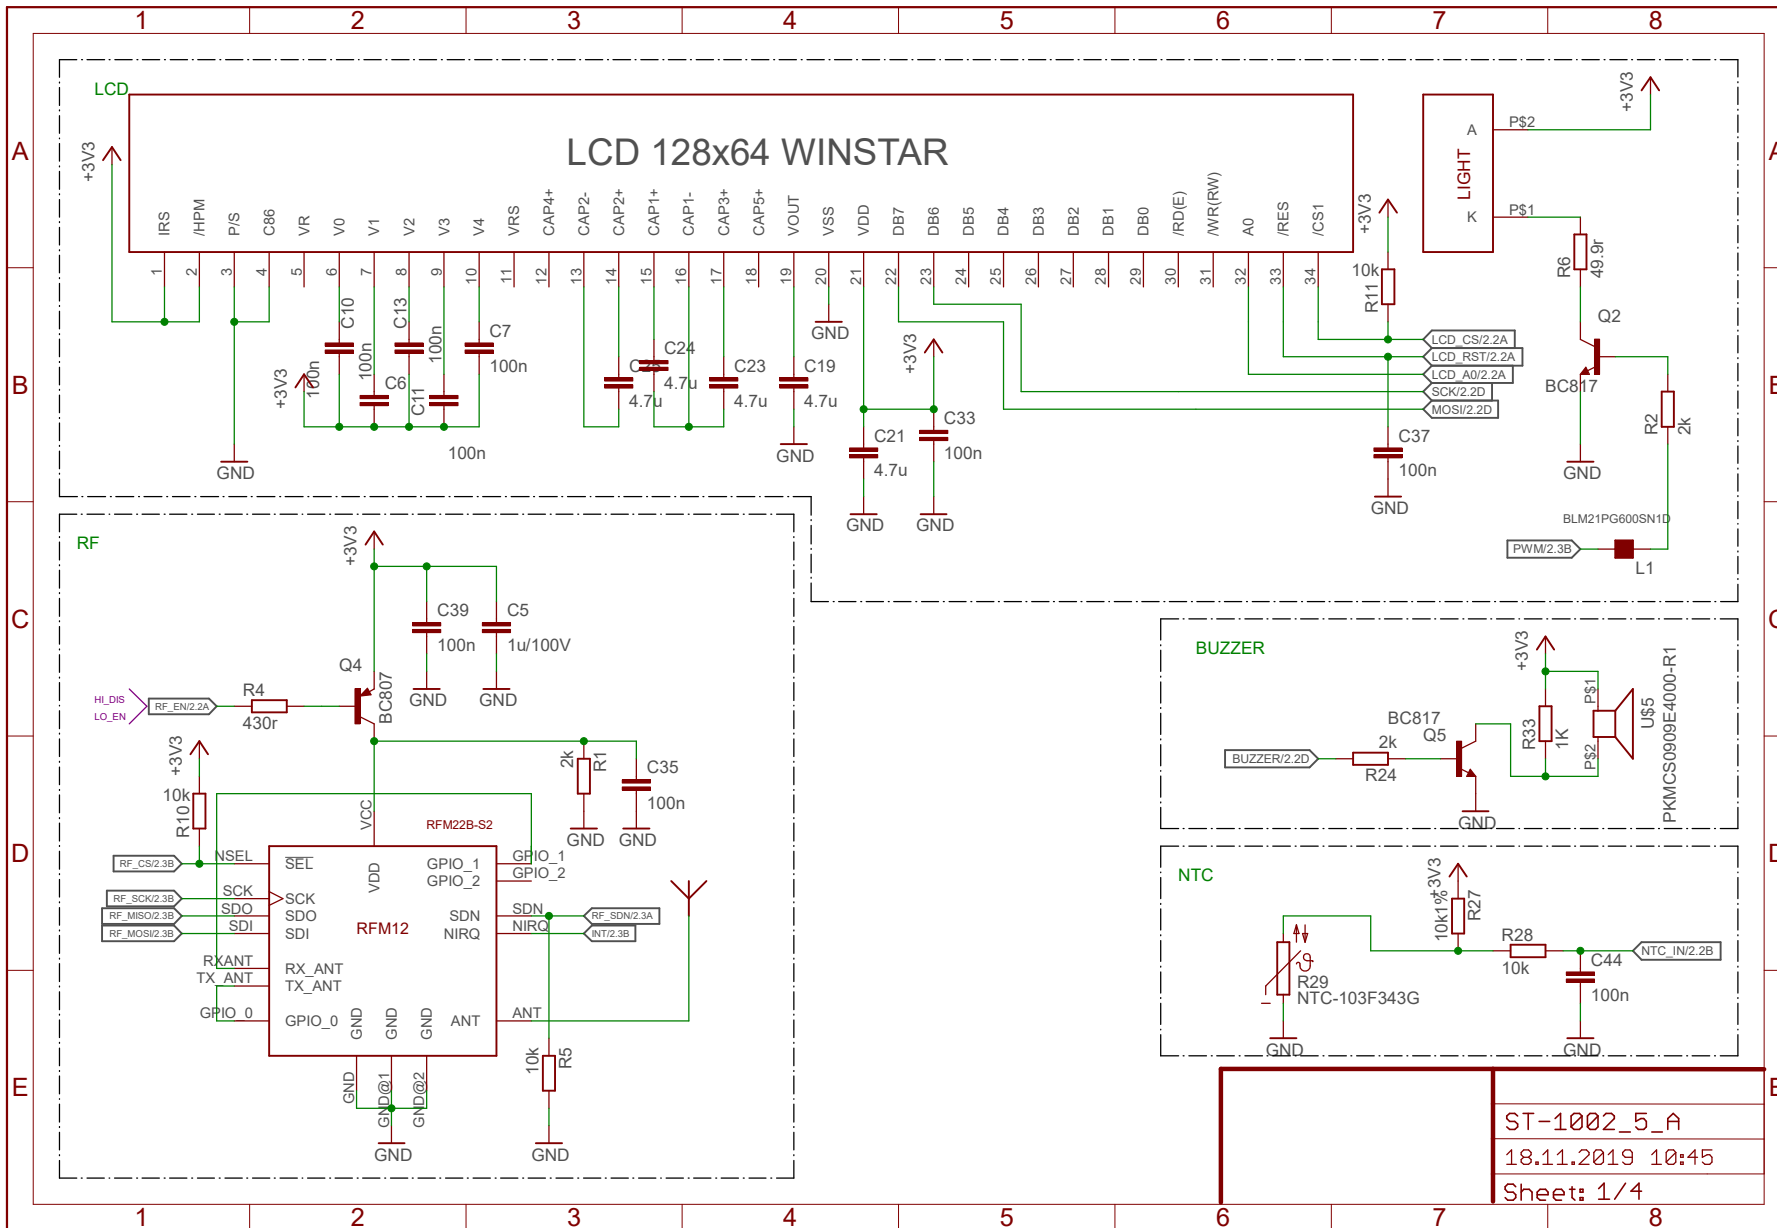 1 2 3 4 5 6 7 8
A A
B B
C C
D D
E E
LCD
LCD 128x64 WINSTAR
+3V3
IRS /HPM P/S C86 VR V0 V1 V2 V3 V4 VRS CAP4+ CAP2- CAP2+ CAP1+ CAP1- CAP3+ CAP5+ VOUT VSS VDD DB7 DB6 DB5 DB4 DB3 DB2 DB1 DB0 /RD(E) /WR(RW) A0 /RES /CS1
1 2 3 4 5 6 7 8 9 10 11 12 13 14 15 16 17 18 19 20 21 22 23 24 25 26 27 28 29 30 31 32 33 34
LIGHT
A P$2
K P$1
+3V3
+3V3
10k
R11
R6
49.9r
Q2
BC817
R2
2k
GND
BLM21PG600SN1D
PWM/2.3B
L1
LCD_CS/2.2A
LCD_RST/2.2A
LCD_A0/2.2A
SCK/2.2D
MOSI/2.2D
C37
100n
GND
C10
100n
C6
100n
C13
C11
100n
100n
C7
100n
+3V3
GND
4.7u
C24
4.7u
C23
4.7u
C19
4.7u
GND
GND
+3V3
C21
4.7u
GND
C33
100n
GND
RF
+3V3
C39
100n
GND
C5
1u/100V
GND
Q4
BC807
HI_DIS
LO_EN
RF_EN/2.2A
R4
430r
+3V3
10k
R10
2k
R1
GND
C35
100n
GND
VCC
RFM22B-S2
RFM12
RF_CS/2.3B
RF_SCK/2.3B
RF_MISO/2.3B
RF_MOSI/2.3B
NSEL SEL
SCK SCK
SDO SDO
SDI SDI
RXANT RX_ANT
TX_ANT TX_ANT
GPIO_0 GPIO_0
VDD
GPIO_1 GPIO_1
GPIO_2 GPIO_2
SDN SDN
NIRQ NIRQ
ANT ANT
RF_SDN/2.3A
INT/2.3B
GND GND GND
GND GND@1 GND@2
GND
10k
R5
GND
BUZZER
BUZZER/2.2D
2k
R24
BC817
Q5
GND
+3V3
R33
1K
P$1
P$2
U$5
PKMCS0909E4000-R1
NTC
+3V3
10k1%
R27
R28
10k
C44
100n
NTC_IN/2.2B
R29
NTC-103F343G
GND
GND
ST-1002_5_A
18.11.2019 10:45
Sheet: 1/4
1 2 3 4 5 6 7 8